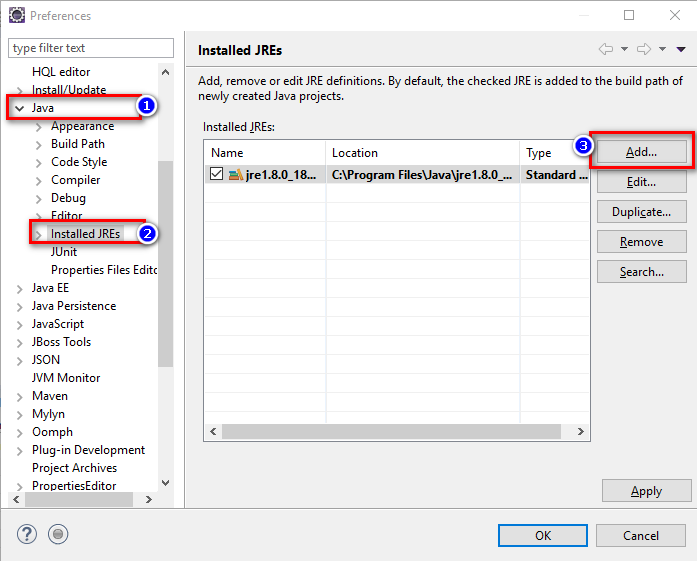 Preferences
type filter text
HQL editor
Install/Update
Java
1
Appearance
Build Path
Code Style
Compiler
Debug
Editor
Installed JREs
2
JUnit
Properties Files Edito
Java EE
Java Persistence
JavaScript
JBoss Tools
JSON
JVM Monitor
Maven
Mylyn
Oomph
Plug-in Development
Project Archives
PropertiesEditor
Installed JREs
Add, remove or edit JRE definitions. By default, the checked JRE is added to the build path of
newly created Java projects.
Installed JREs:
Name Location Type
jre1.8.0_18... C:\Program Files\Java\jre1.8.0_... Standard ...
3
Add...
Edit...
Duplicate...
Remove
Search...
Apply
?
OK Cancel